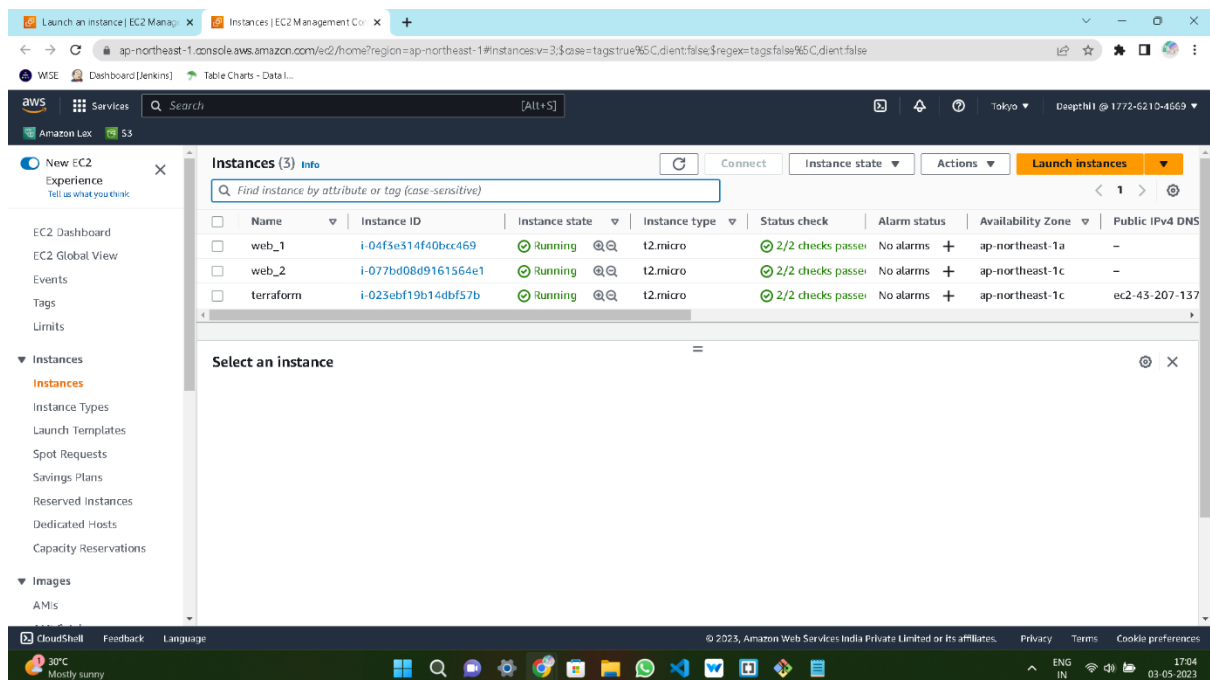 Launch an instance | EC2 Manag
Instances | EC2 Management Con
ap-northeast-1.console.aws.amazon.com/ec2/home?region=ap-northeast-1#Instances:v=3;$case=tags:true%5C,client:false;$regex=tags:false%5C,client:false
WISE Dashboard [Jenkins] Table Charts - Data I...
aws Services Search [Alt+S] Tokyo ▼ Deepthi1 @ 1772-6210-4669 ▼
Amazon Lex S3
New EC2
Experience
Tell us what you think
EC2 Dashboard
EC2 Global View
Events
Tags
Limits
▼ Instances
Instances
Instance Types
Launch Templates
Spot Requests
Savings Plans
Reserved Instances
Dedicated Hosts
Capacity Reservations
▼ Images
AMIs
Instances (3) Info Connect Instance state ▼ Actions ▼ Launch instances ▼
Find instance by attribute or tag (case-sensitive) < 1 >
Name Instance ID Instance state Instance type Status check Alarm status Availability Zone Public IPv4 DNS
web_1 i-04f3e314f40bcc469 Running t2.micro 2/2 checks passe No alarms + ap-northeast-1a –
web_2 i-077bd08d9161564e1 Running t2.micro 2/2 checks passe No alarms + ap-northeast-1c –
terraform i-023ebf19b14dbf57b Running t2.micro 2/2 checks passe No alarms + ap-northeast-1c ec2-43-207-137
Select an instance
CloudShell Feedback Language © 2023, Amazon Web Services India Private Limited or its affiliates. Privacy Terms Cookie preferences
1
30°C
Mostly sunny
ENG
IN
17:04
03-05-2023